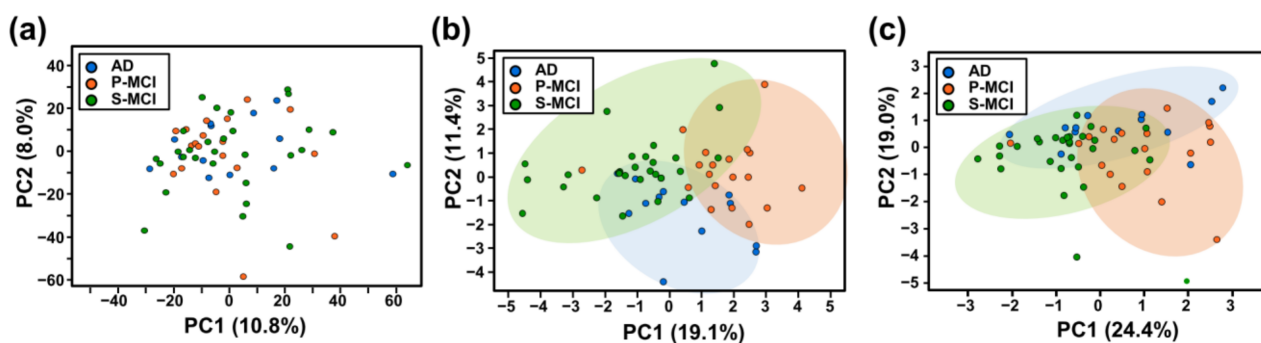 (a)
AD
P-MCI
S-MCI
40
20
0
−20
−40
−60
−40
−20
0
20
40
60
PC2 (8.0%)
PC1 (10.8%)
(b)
AD
P-MCI
S-MCI
5
4
3
2
1
0
−1
−2
−3
−4
−5
−4
−3
−2
−1
0
1
2
3
4
5
PC2 (11.4%)
PC1 (19.1%)
(c)
AD
P-MCI
S-MCI
3
2
1
0
−1
−2
−3
−4
−5
−3
−2
−1
0
1
2
3
PC2 (19.0%)
PC1 (24.4%)